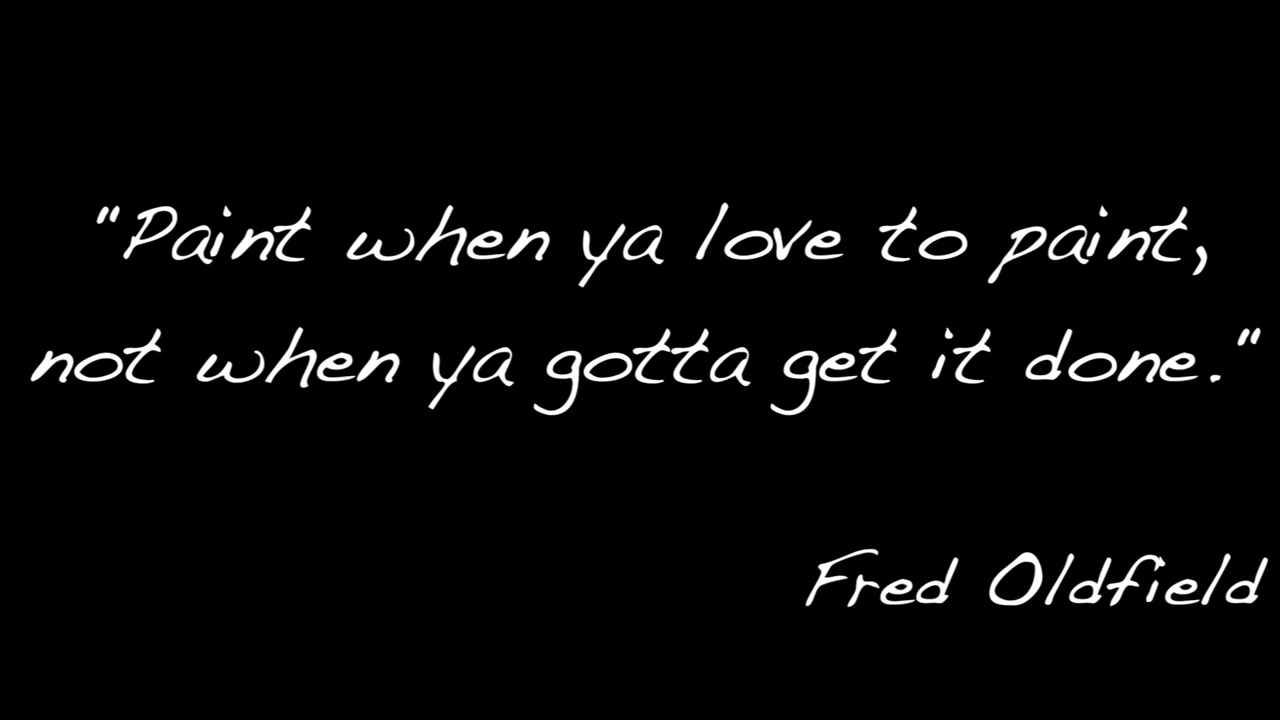 "Paint when ya love to paint,
not when ya gotta get it done."
Fred Oldfield